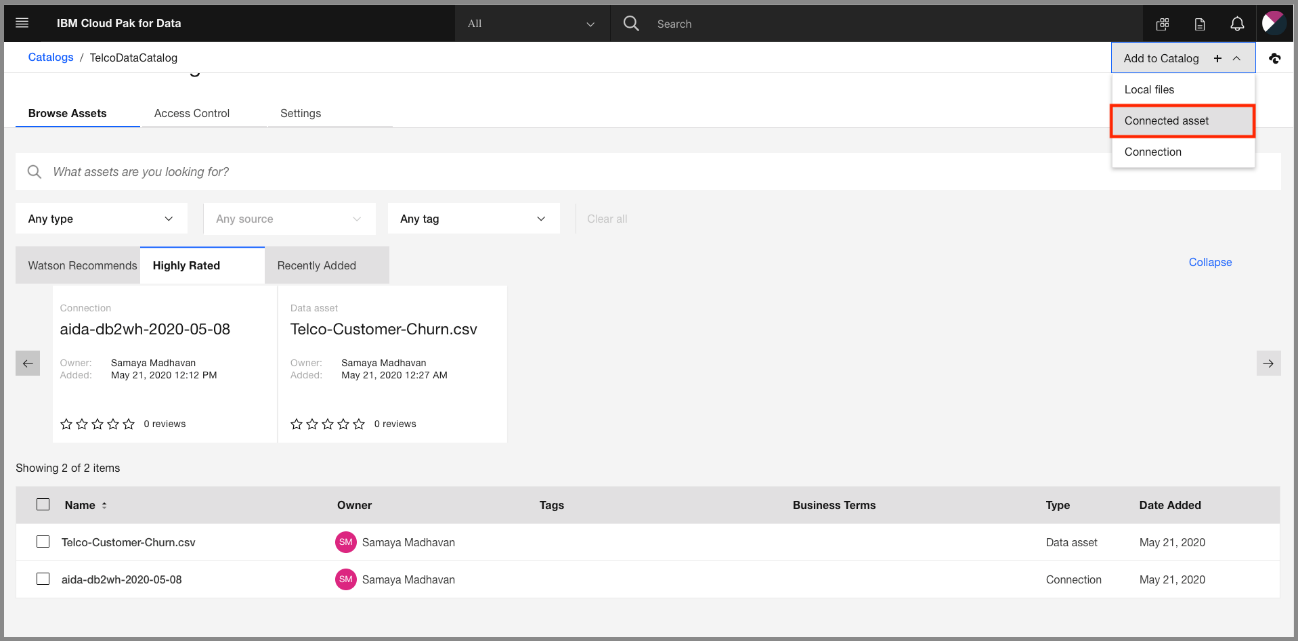 IBM Cloud Pak for Data
All
Search
Catalogs / TelcoDataCatalog
Add to Catalog +
Local files
Connected asset
Connection
Browse Assets
Access Control
Settings
What assets are you looking for?
Any type
Any source
Any tag
Clear all
Watson Recommends
Highly Rated
Recently Added
Collapse
Connection
aida-db2wh-2020-05-08
Owner: Samaya Madhavan
Added: May 21, 2020 12:12 PM
0 reviews
Data asset
Telco-Customer-Churn.csv
Owner: Samaya Madhavan
Added: May 21, 2020 12:27 AM
0 reviews
Showing 2 of 2 items
Name Owner Tags Business Terms Type Date Added
Telco-Customer-Churn.csv SM Samaya Madhavan Data asset May 21, 2020
aida-db2wh-2020-05-08 SM Samaya Madhavan Connection May 21, 2020